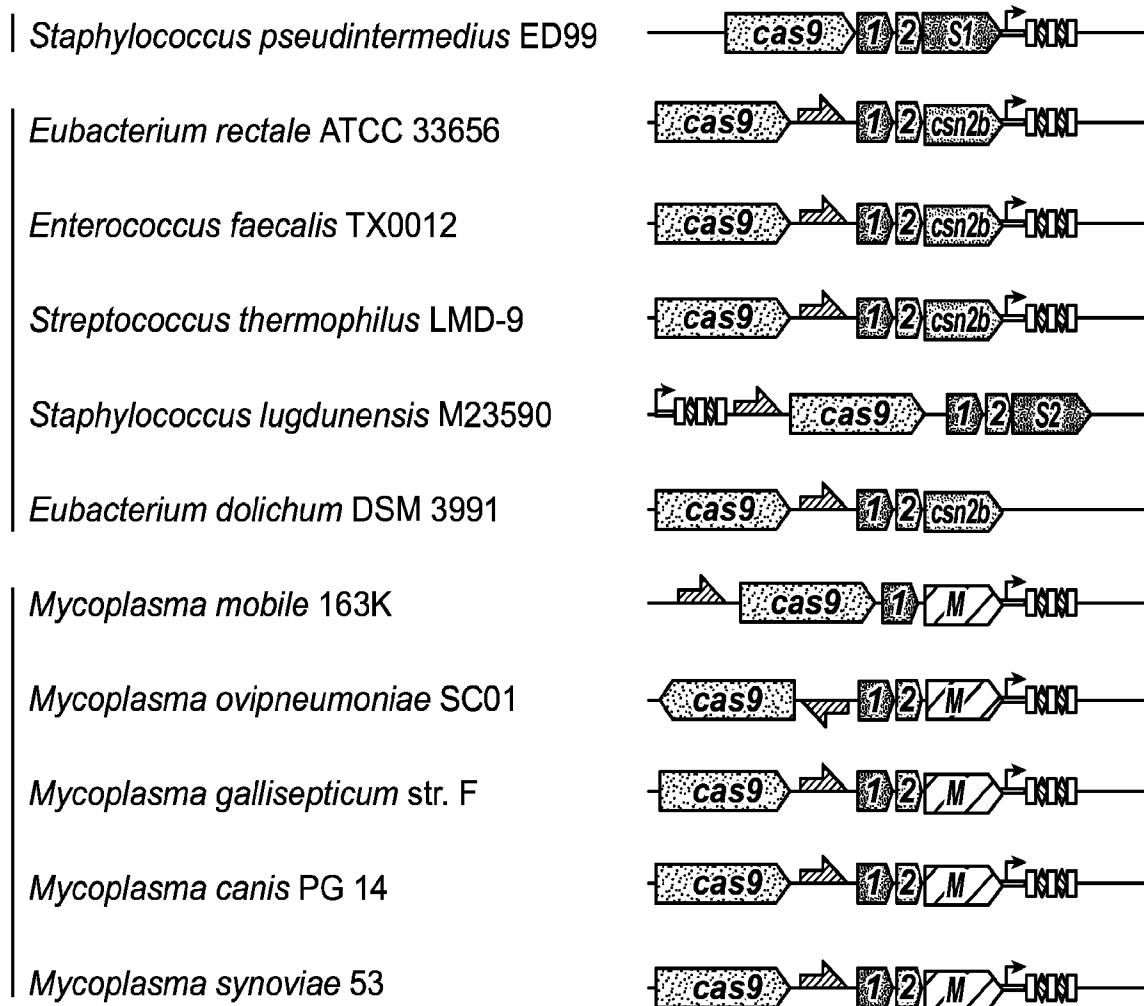 Staphylococcus pseudintermedius ED99 cas9 1 2 S1
Eubacterium rectale ATCC 33656 cas9 1 2 csn2b
Enterococcus faecalis TX0012 cas9 1 2 csn2b
Streptococcus thermophilus LMD-9 cas9 1 2 csn2b
Staphylococcus lugdunensis M23590 cas9 1 2 S2
Eubacterium dolichum DSM 3991 cas9 1 2 csn2b
Mycoplasma mobile 163K cas9 1 M
Mycoplasma ovipneumoniae SC01 cas9 1 2 M
Mycoplasma gallisepticum str. F cas9 1 2 M
Mycoplasma canis PG 14 cas9 1 2 M
Mycoplasma synoviae 53 cas9 1 2 M